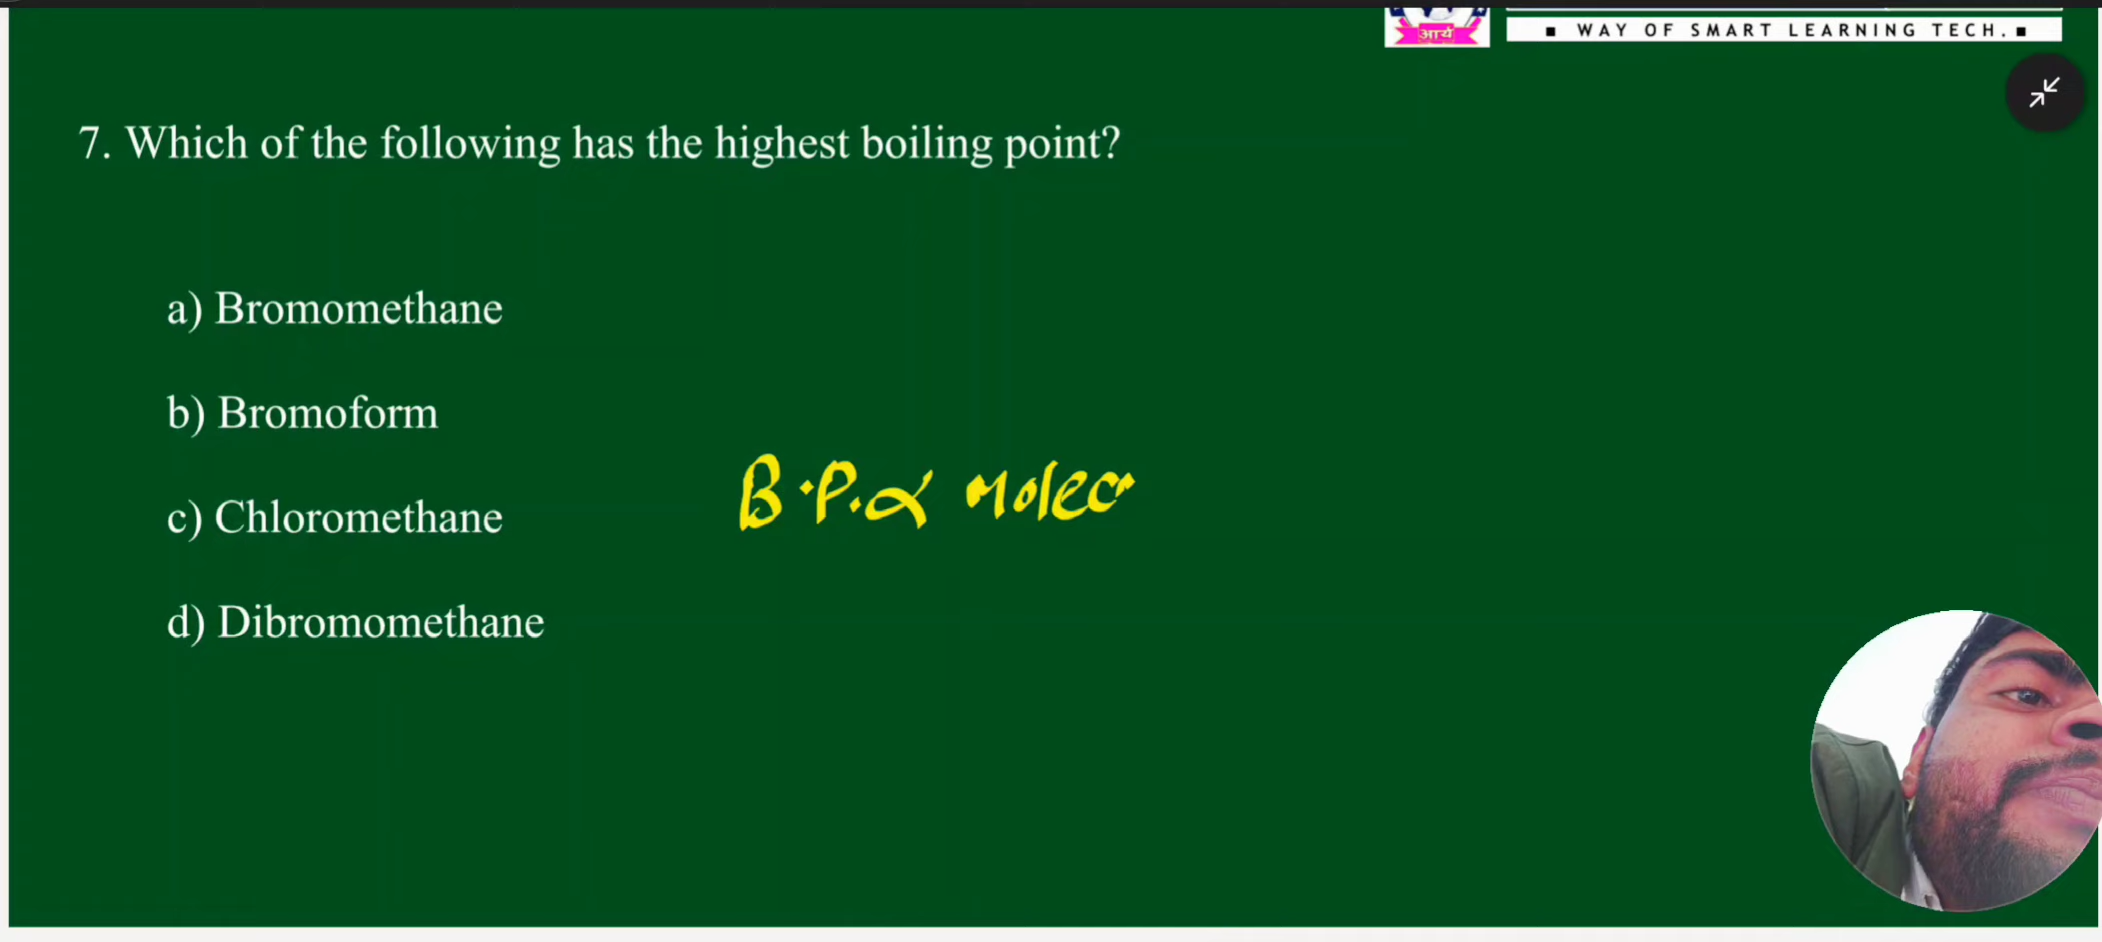 आर्य
▪ WAY OF SMART LEARNING TECH. ▪
7. Which of the following has the highest boiling point?
a) Bromomethane
b) Bromoform
c) Chloromethane
d) Dibromomethane
B.P. ∝ Molec